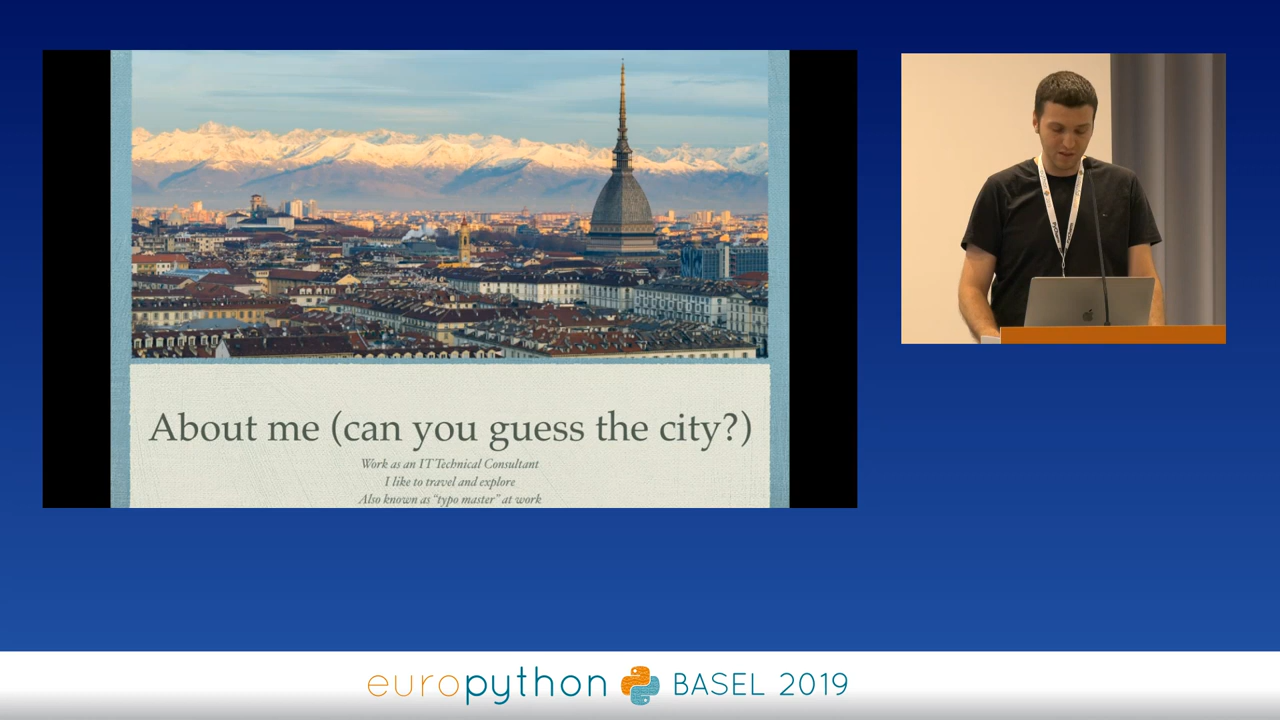 About me (can you guess the city?)
Work as an IT Technical Consultant
I like to travel and explore
Also known as "typo master" at work
europython BASEL 2019